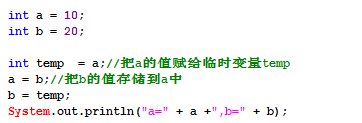 int a = 10;
int b = 20;
int temp  = a;//把a的值赋给临时变量temp
a = b;//把b的值存储到a中
b = temp;
System.out.println("a=" + a +",b=" + b);